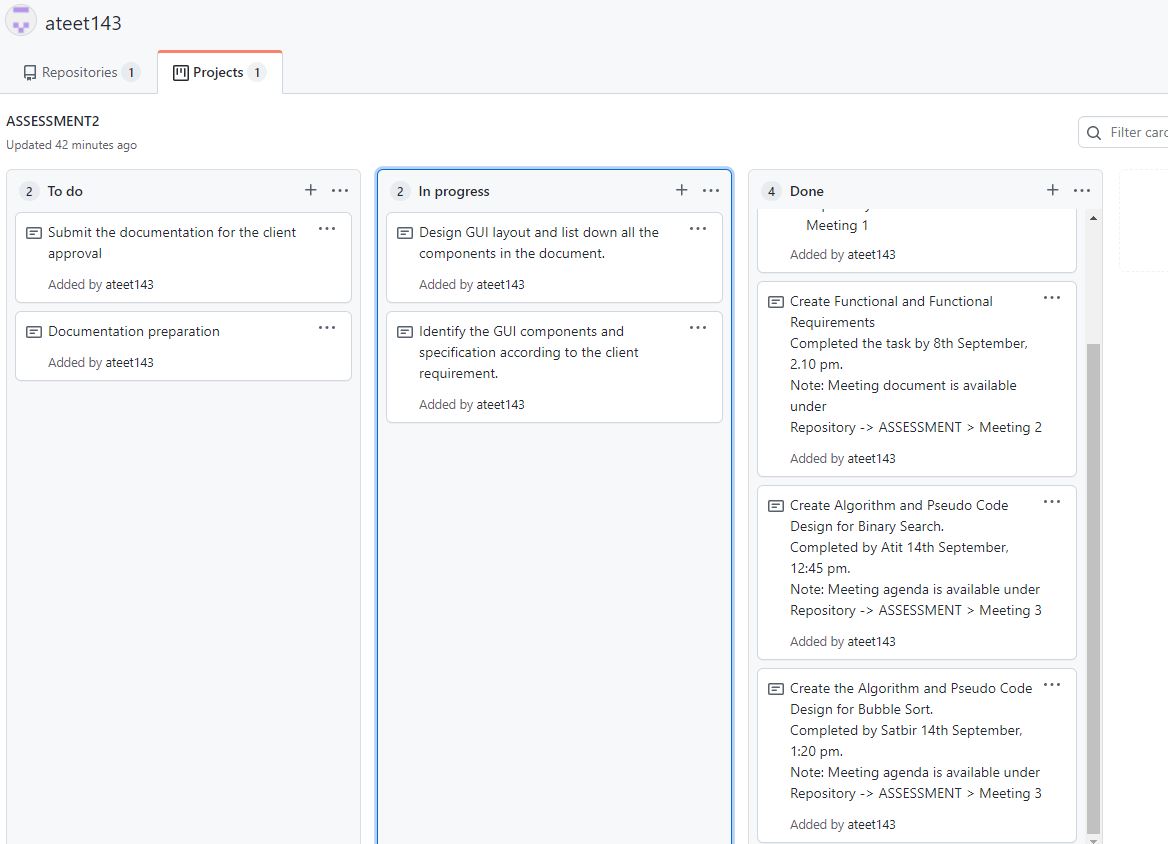 ateet143
Repositories 1
Projects 1
ASSESSMENT2
Updated 42 minutes ago
Filter
2 To do
Submit the documentation for the client
approval
Added by ateet143
Documentation preparation
Added by ateet143
2 In progress
Design GUI layout and list down all the
components in the document.
Added by ateet143
Identify the GUI components and
specification according to the client
requirement.
Added by ateet143
4 Done
Meeting 1
Added by ateet143
Create Functional and Functional
Requirements
Completed the task by 8th September,
2.10 pm.
Note: Meeting document is available
under
Repository -> ASSESSMENT > Meeting 2
Added by ateet143
Create Algorithm and Pseudo Code
Design for Binary Search.
Completed by Atit 14th September,
12:45 pm.
Note: Meeting agenda is available under
Repository -> ASSESSMENT > Meeting 3
Added by ateet143
Create the Algorithm and Pseudo Code
Design for Bubble Sort.
Completed by Satbir 14th September,
1:20 pm.
Note: Meeting agenda is available under
Repository -> ASSESSMENT > Meeting 3
Added by ateet143